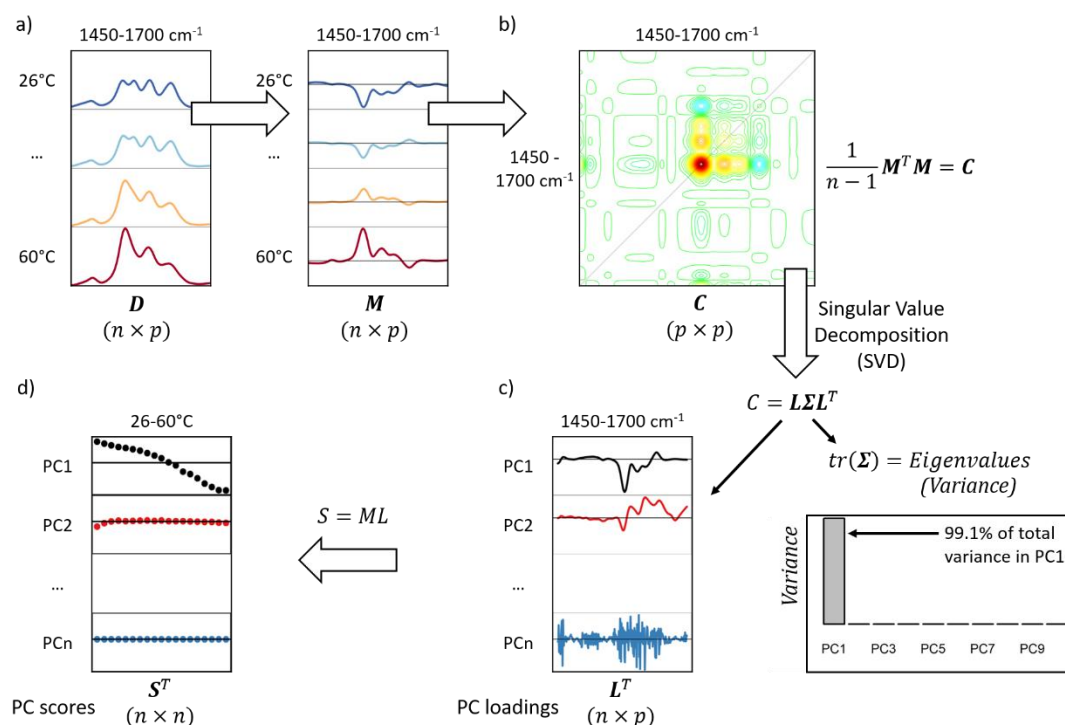 a)
1450-1700 cm⁻¹
26°C
...
60°C
D
(n × p)
1450-1700 cm⁻¹
26°C
...
60°C
M
(n × p)
b)
1450-1700 cm⁻¹
1450 -
1700 cm⁻¹
C
(p × p)
1/(n − 1) MᵀM = C
Singular Value
Decomposition
(SVD)
C = LΣLᵀ
tr(Σ) = Eigenvalues
(Variance)
Variance
99.1% of total
variance in PC1
PC1 PC3 PC5 PC7 PC9
c)
1450-1700 cm⁻¹
PC1
PC2
...
PCn
Lᵀ
PC loadings
(n × p)
S = ML
d)
26-60°C
PC1
PC2
...
PCn
Sᵀ
PC scores
(n × n)